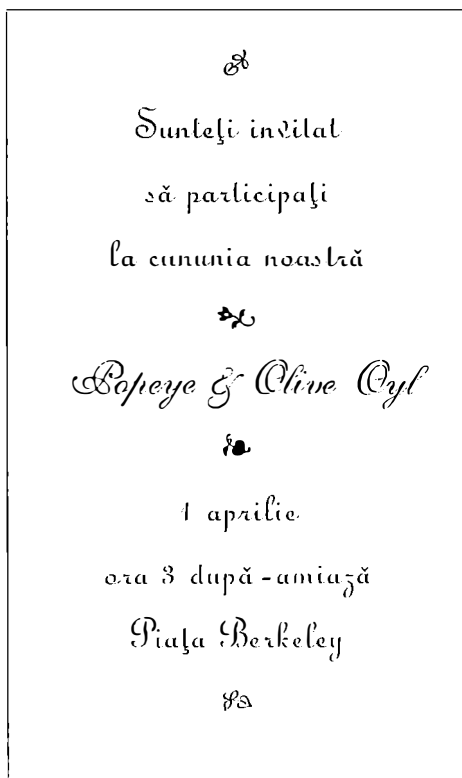 Sunteţi invitat
să participaţi
la cununia noastră
Popeye & Olive Oyl
1 aprilie
ora 3 după-amiază
Piaţa Berkeley